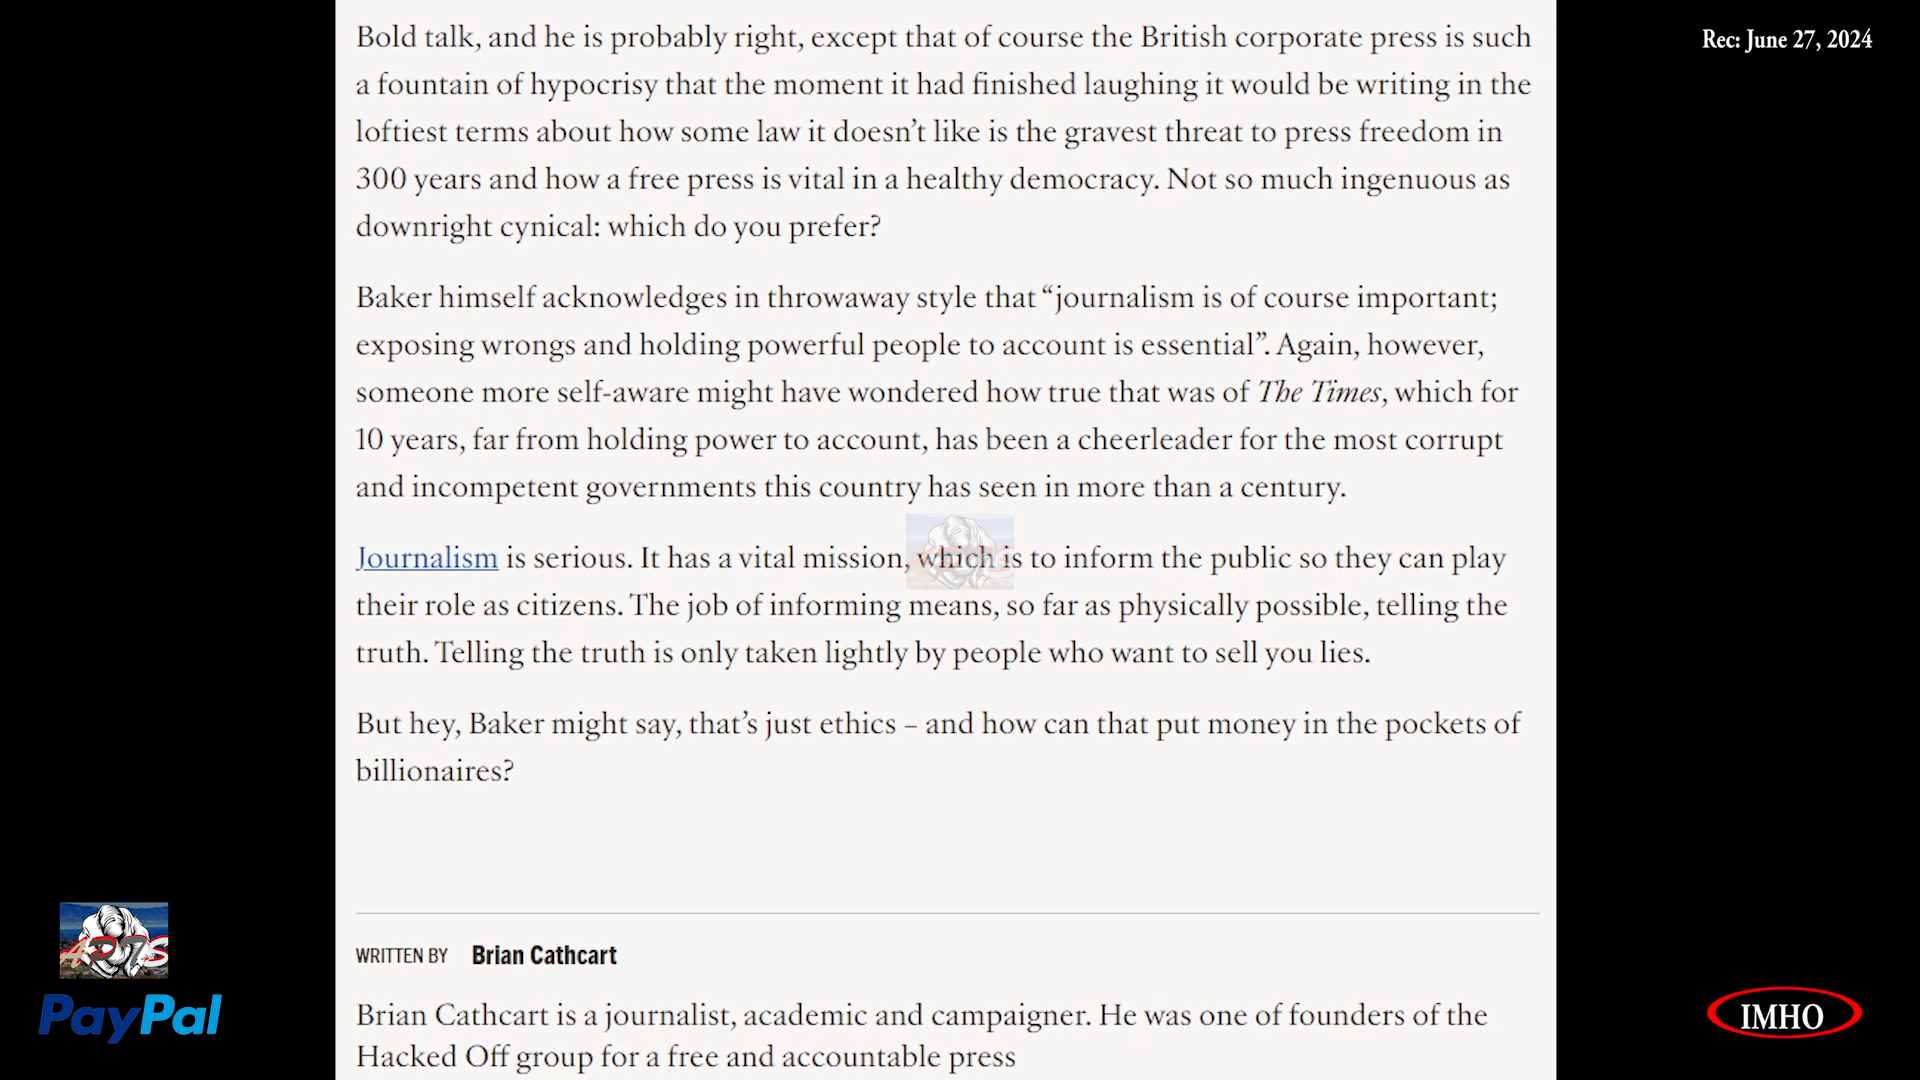 Bold talk, and he is probably right, except that of course the British corporate press is such
a fountain of hypocrisy that the moment it had finished laughing it would be writing in the
loftiest terms about how some law it doesn’t like is the gravest threat to press freedom in
300 years and how a free press is vital in a healthy democracy. Not so much ingenuous as
downright cynical: which do you prefer?
Baker himself acknowledges in throwaway style that “journalism is of course important;
exposing wrongs and holding powerful people to account is essential”. Again, however,
someone more self-aware might have wondered how true that was of The Times, which for
10 years, far from holding power to account, has been a cheerleader for the most corrupt
and incompetent governments this country has seen in more than a century.
Journalism is serious. It has a vital mission, which is to inform the public so they can play
their role as citizens. The job of informing means, so far as physically possible, telling the
truth. Telling the truth is only taken lightly by people who want to sell you lies.
But hey, Baker might say, that’s just ethics – and how can that put money in the pockets of
billionaires?
WRITTEN BY Brian Cathcart
Brian Cathcart is a journalist, academic and campaigner. He was one of founders of the
Hacked Off group for a free and accountable press
Rec: June 27, 2024
PayPal
IMHO